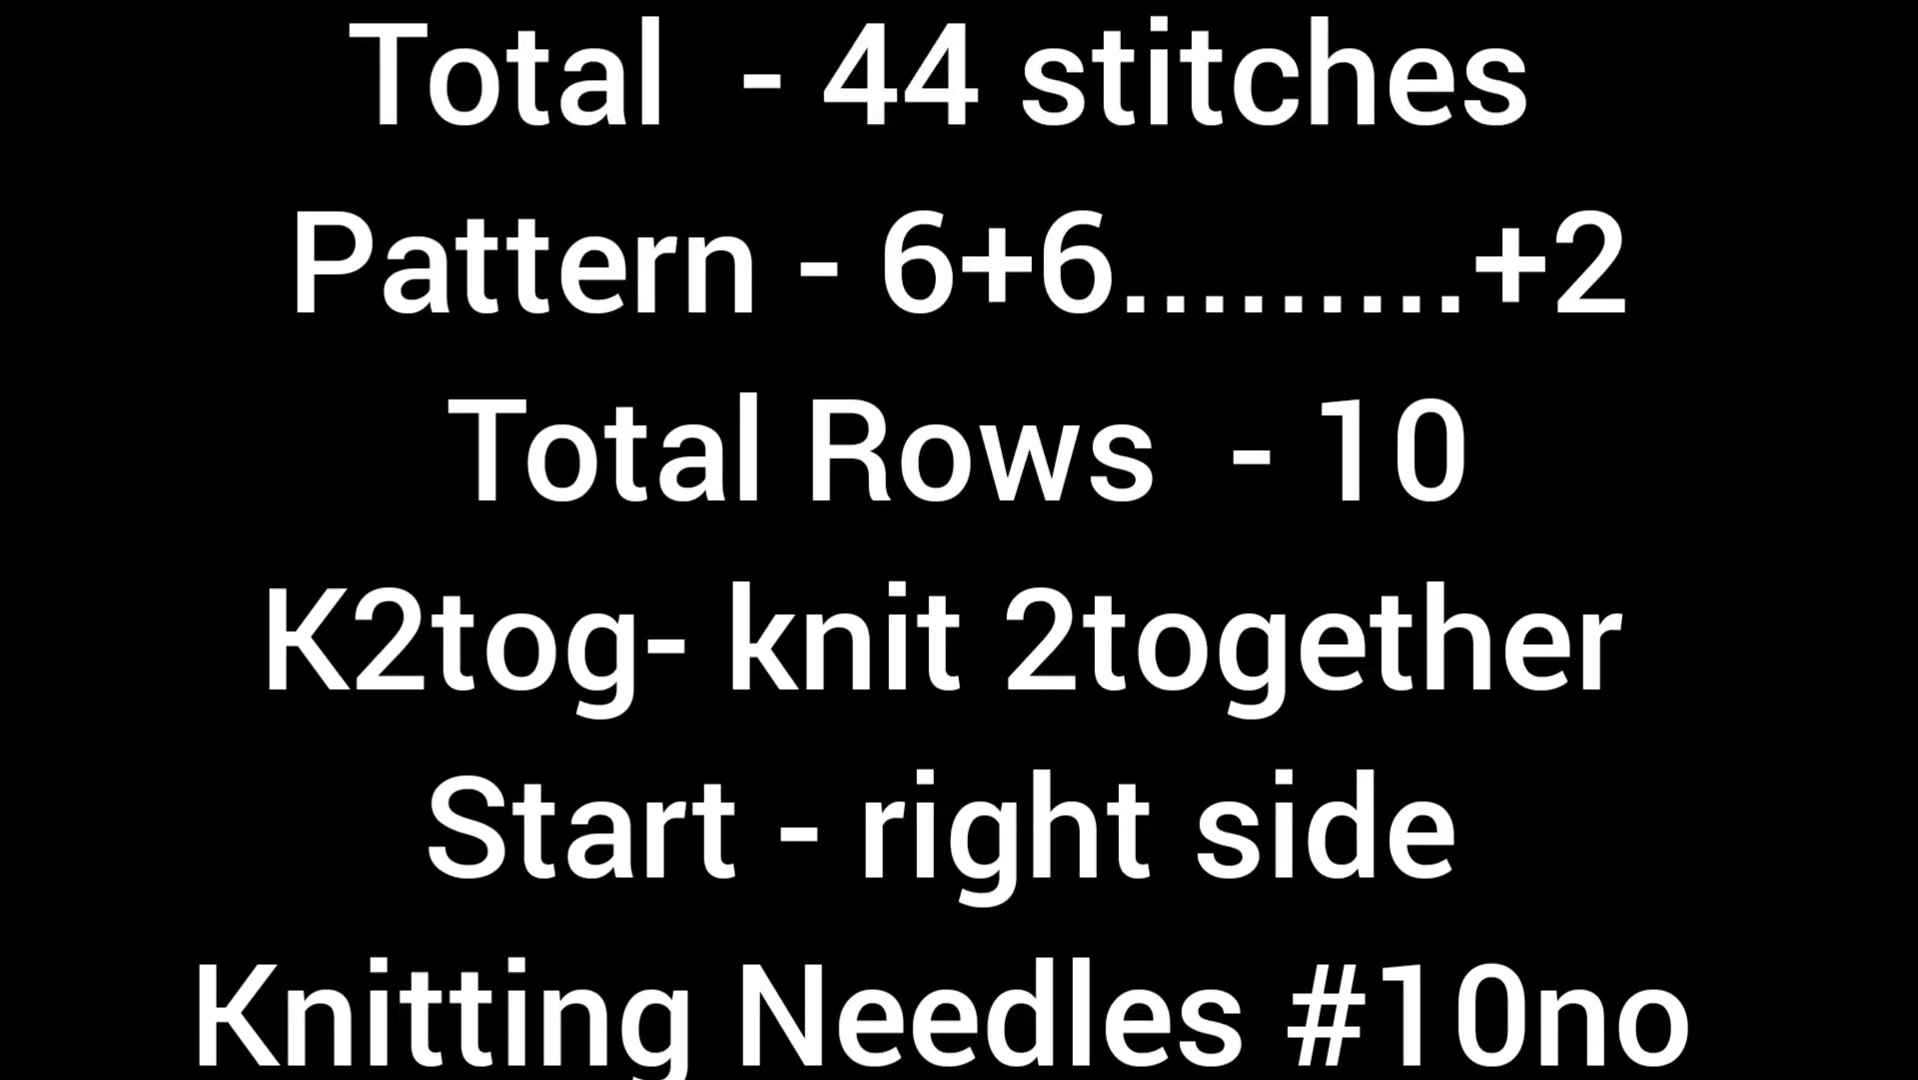 Total - 44 stitches
Pattern - 6+6.........+2
Total Rows - 10
K2tog- knit 2together
Start - right side
Knitting Needles #10no